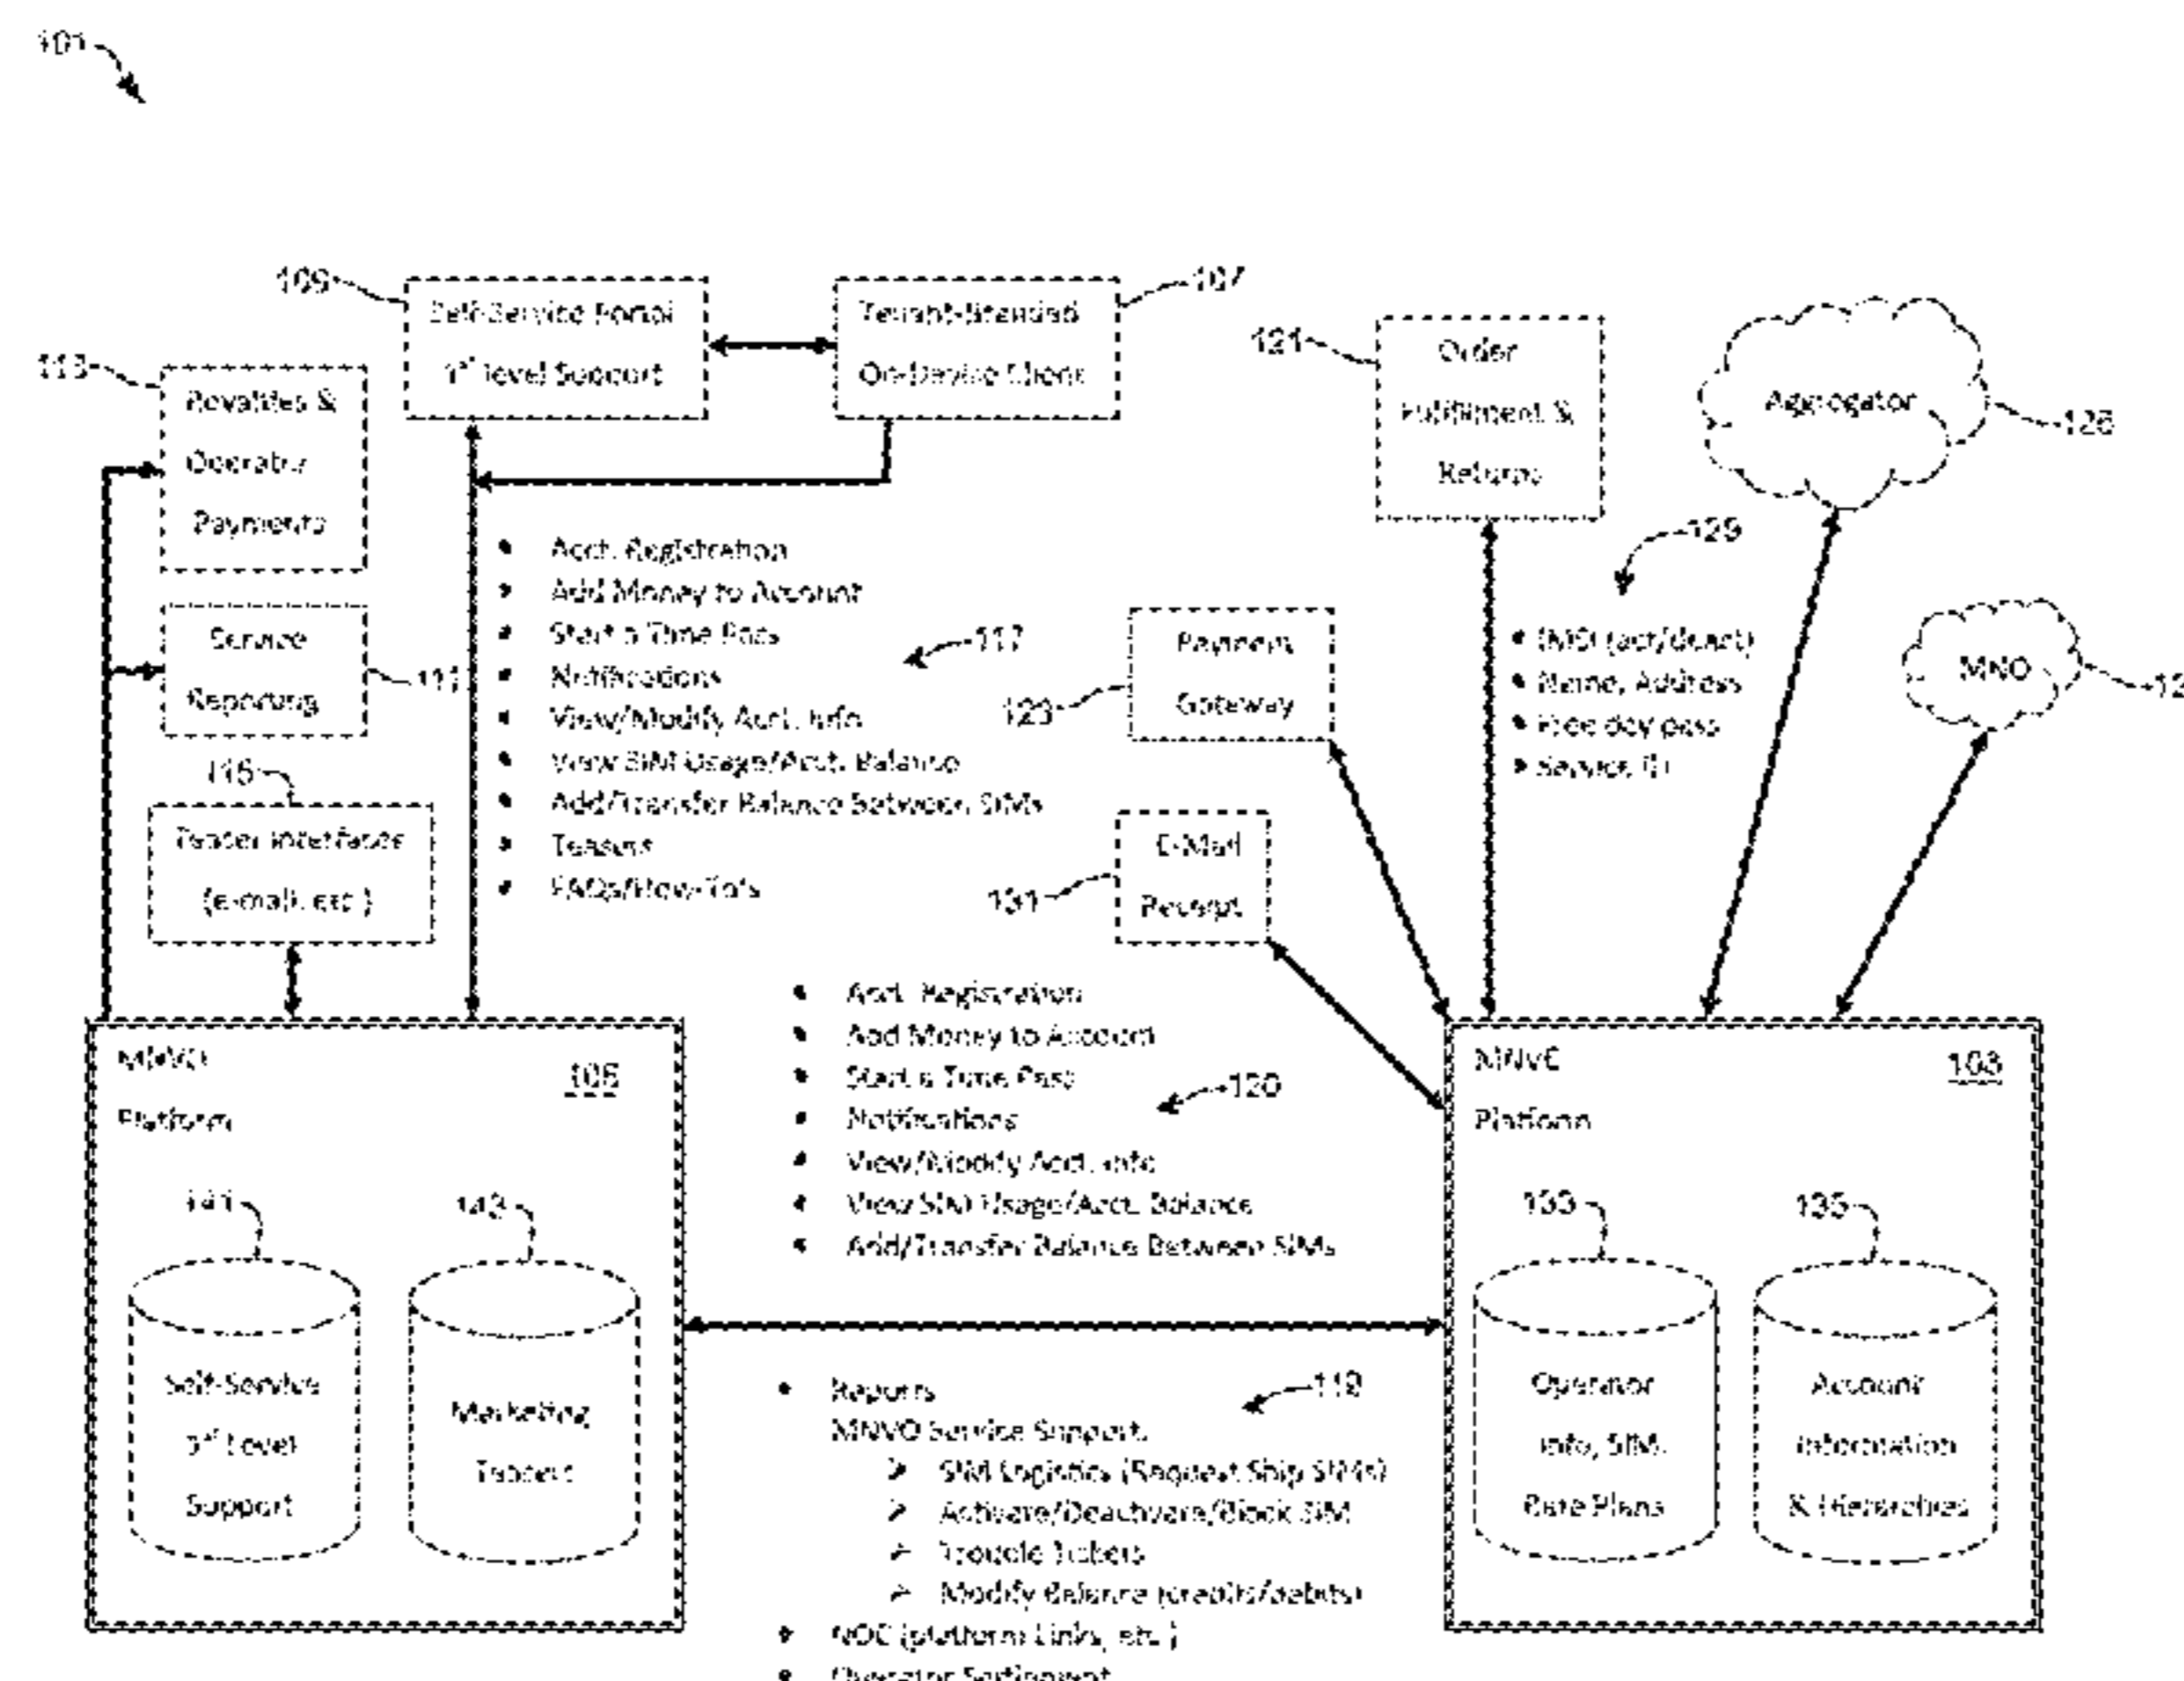 101
109
Self-Service Portal
1st level Support
107
Tenant-Branded
On-Device Client
121
Order
Fulfillment &
Returns
Aggregator
113
Royalties &
Operator
Payments
129
Acct. Registration
Add Money to Account
Start a Time Pass
Notifications
View/Modify Acct. Info
View SIM Usage/Acct. Balance
Add/Transfer Balance Between SIMs
Teasers
FAQs/How-To's
117
Service
Reporting
111
123
Payment
Gateway
IMSI (act/deact)
Name, Address
Free day pass
Service ID
MNO
115
Teaser Interfaces
(e-mail, etc.)
131
E-Mail
Receipt
Acct. Registration
Add Money to Account
Start a Time Pass
Notifications
View/Modify Acct. Info
View SIM Usage/Acct. Balance
Add/Transfer Balance Between SIMs
120
MNVO
Platform
105
141
143
Self-Service
1st Level
Support
Marketing
Teasers
MNVE
Platform
103
133
135
Operator
Info, SIM,
Rate Plans
Account
Information
& Hierarchies
119
Reports
MNVO Service Support
SIM Logistics (Request Ship SIMs)
Activate/Deactivate/Block SIM
Trouble Tickets
Modify Balance (credits/debits)
NOC (platform Links, etc.)
Operator Settlement